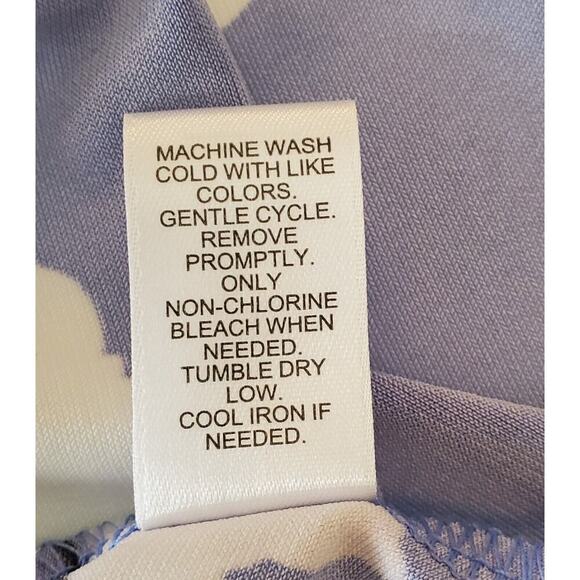 MACHINE WASH
COLD WITH LIKE
COLORS.
GENTLE CYCLE.
REMOVE
PROMPTLY.
ONLY
NON-CHLORINE
BLEACH WHEN
NEEDED.
TUMBLE DRY
LOW.
COOL IRON IF
NEEDED.